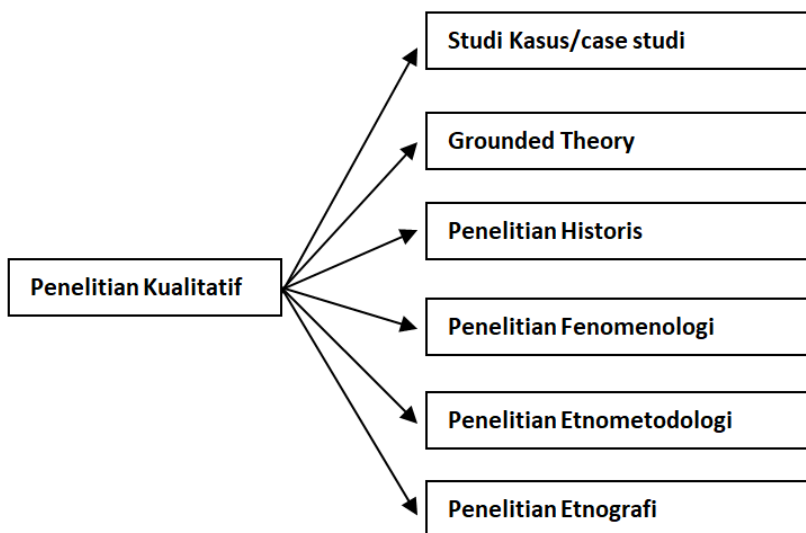 Studi Kasus/case studi
Grounded Theory
Penelitian Historis
Penelitian Kualitatif
Penelitian Fenomenologi
Penelitian Etnometodologi
Penelitian Etnografi